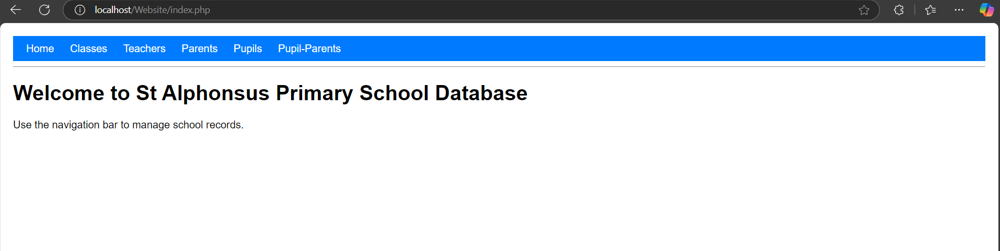 localhost/Website/index.php
Home Classes Teachers Parents Pupils Pupil-Parents
Welcome to St Alphonsus Primary School Database
Use the navigation bar to manage school records.